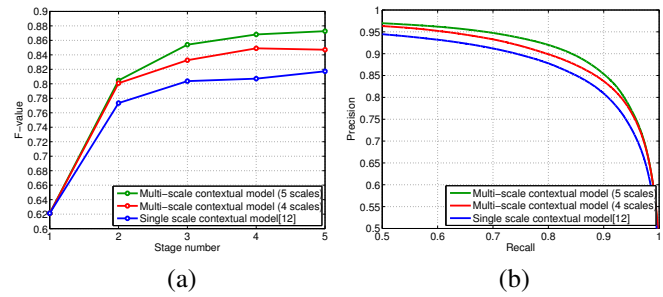 0.89
0.88
0.86
0.84
0.82
0.8
0.78
0.76
0.74
0.72
0.7
0.68
0.66
0.64
0.62
0.6
F-value
1 2 3 4 5
Stage number
Multi-scale contextual model (5 scales)
Multi-scale contextual model (4 scales)
Single scale contextual model[12]
(a)
1
0.95
0.9
0.85
0.8
0.75
0.7
0.65
0.6
0.55
0.5
Precision
0.5 0.6 0.7 0.8 0.9 1
Recall
Multi-scale contextual model (5 scales)
Multi-scale contextual model (4 scales)
Single scale contextual model[12]
(b)